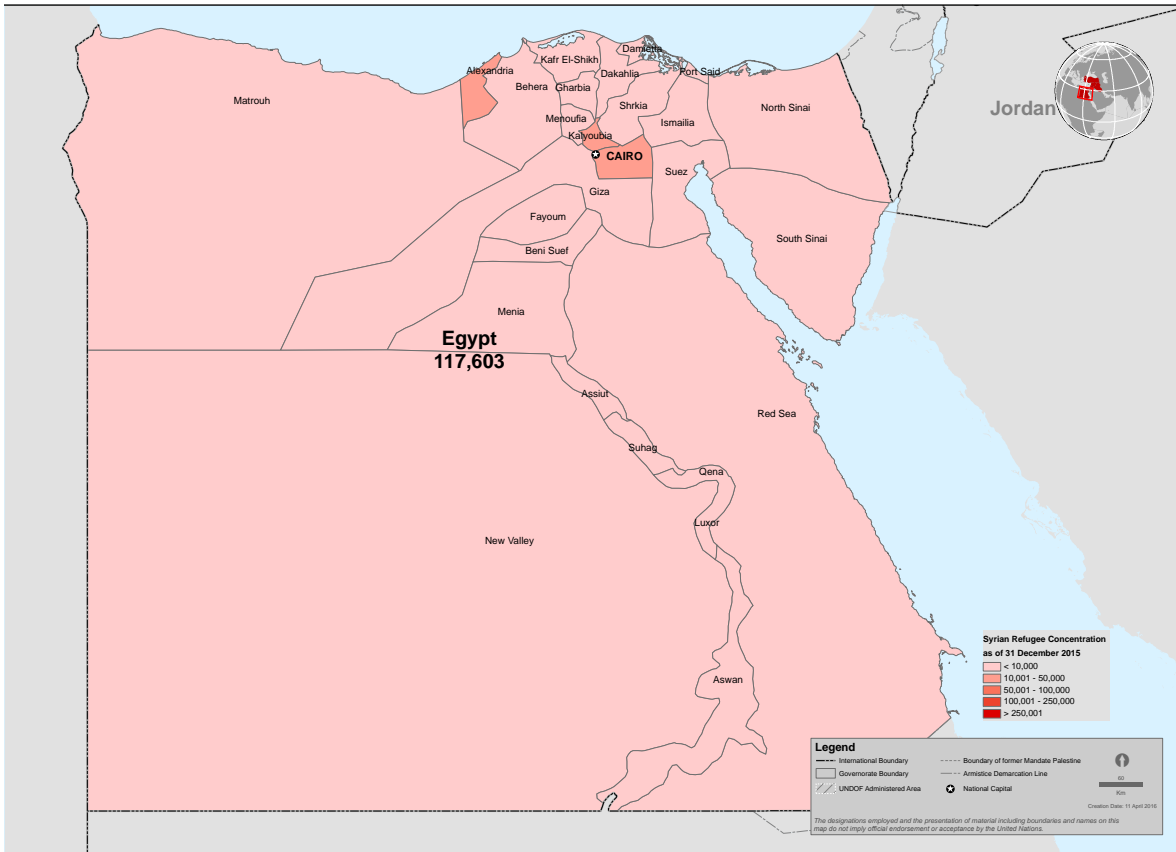 Damietta
Kafr El-Shikh
Alexandria
Dakahlia
Port Said
Behera
Gharbia
Matrouh
Shrkia
North Sinai
Jordan
Menoufia
Ismailia
Kalyoubia
CAIRO
Suez
Giza
Fayoum
South Sinai
Beni Suef
Menia
Egypt
117,603
Assiut
Red Sea
Suhag
Qena
Luxor
New Valley
Aswan
Syrian Refugee Concentration
as of 31 December 2015
< 10,000
10,001 - 50,000
50,001 - 100,000
100,001 - 250,000
> 250,001
Legend
International Boundary
Governorate Boundary
UNDOF Administered Area
Boundary of former Mandate Palestine
Armistice Demarcation Line
National Capital
60
Km
Creation Date: 11 April 2016
The designations employed and the presentation of material including boundaries and names on this
map do not imply official endorsement or acceptance by the United Nations.